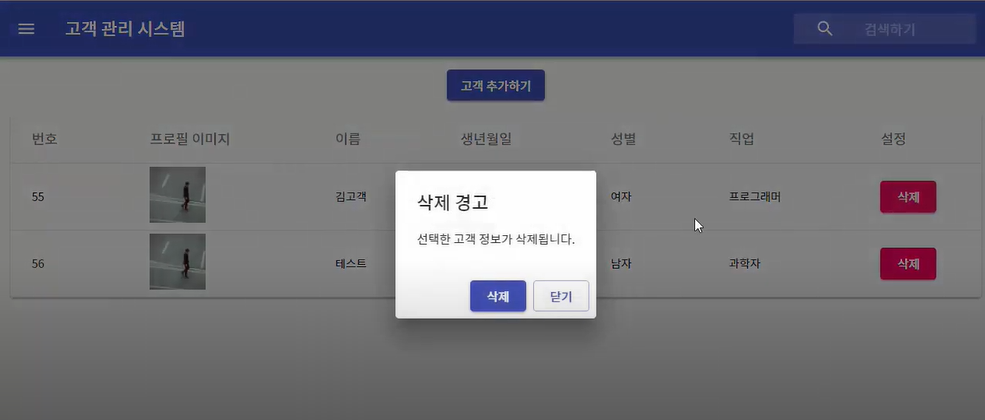 고객 관리 시스템
검색하기
고객 추가하기
번호 프로필 이미지 이름 생년월일 성별 직업 설정
55 김고객 여자 프로그래머 삭제
56 테스트 남자 과학자 삭제
삭제 경고
선택한 고객 정보가 삭제됩니다.
삭제 닫기